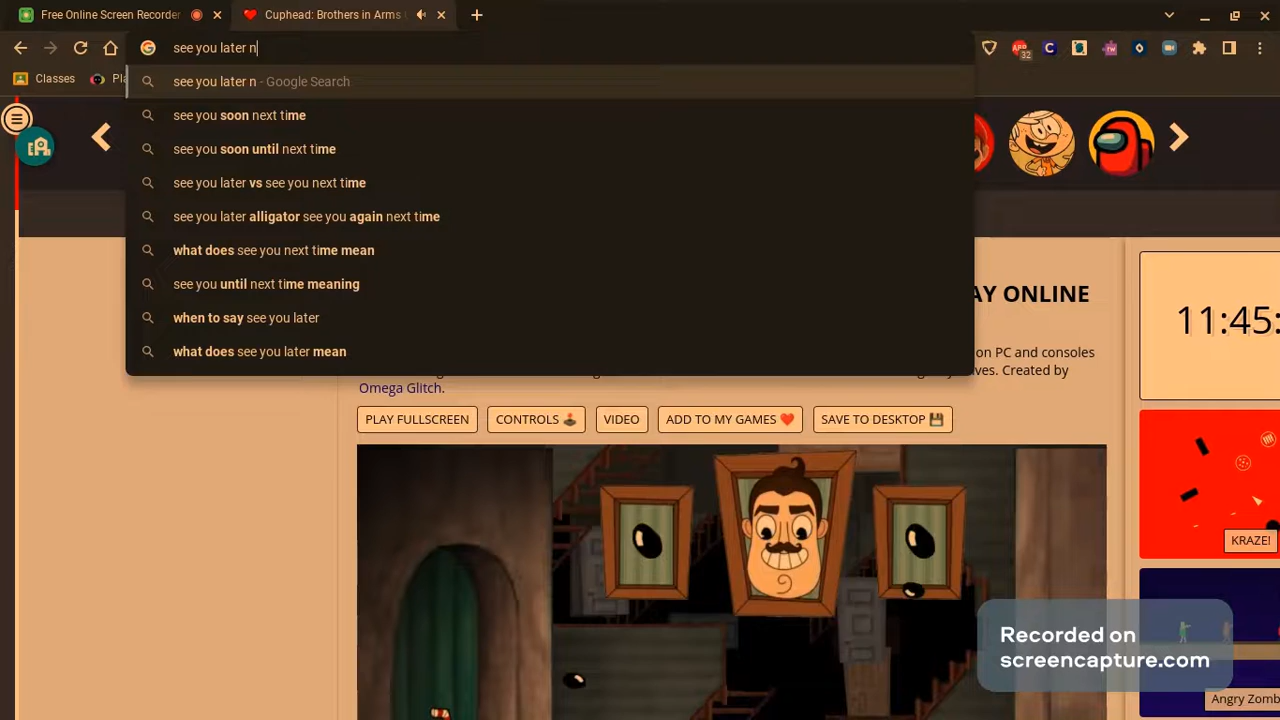 Free Online Screen Recorder
Cuphead: Brothers in Arms
see you later n
32
Classes
see you later n - Google Search
see you soon next time
see you soon until next time
see you later vs see you next time
see you later alligator see you again next time
what does see you next time mean
see you until next time meaning
when to say see you later
what does see you later mean
AY ONLINE
11:45:
on PC and consoles
ves. Created by
Omega Glitch.
PLAY FULLSCREEN
CONTROLS
VIDEO
ADD TO MY GAMES
SAVE TO DESKTOP
KRAZE!
Recorded on
screencapture.com
Angry Zomb